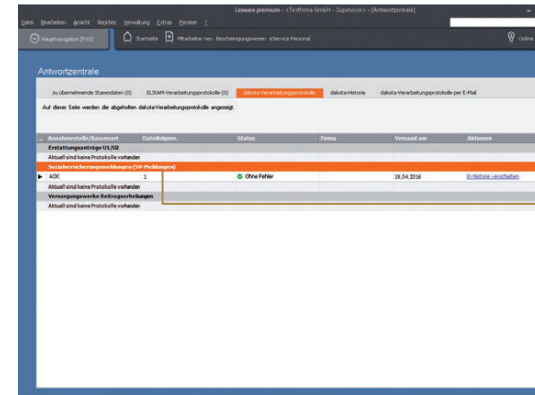 Lexware premium - <Testfirma GmbH - Supervisor> - [Antwortzentrale]
Datei Bearbeiten Ansicht Berichte Verwaltung Extras Fenster ?
Hauptnavigation [F10] Startseite Mitarbeiter neu Bescheinigungswesen eService Personal Online
Antwortzentrale
zu übernehmende Stammdaten (0) ELStAM-Verarbeitungsprotokolle (0) dakota-Verarbeitungsprotokolle dakota-Historie dakota-Verarbeitungsprotokolle per E-Mail
Auf dieser Seite werden die abgeholten dakota-Verabeitungsprotokolle angezeigt.
Annahmestelle/Kassenart Dateifolgenr. Status Firma Versand am Aktionen
Erstattungsanträge U1/U2
Aktuell sind keine Protokolle vorhanden
Sozialversicherungsmeldungen (SV-Meldungen)
AOK 1 Ohne Fehler 19.04.2016 In Historie verschieben
Aktuell sind keine Protokolle vorhanden
Versorgungswerke Beitragserhebungen
Aktuell sind keine Protokolle vorhanden